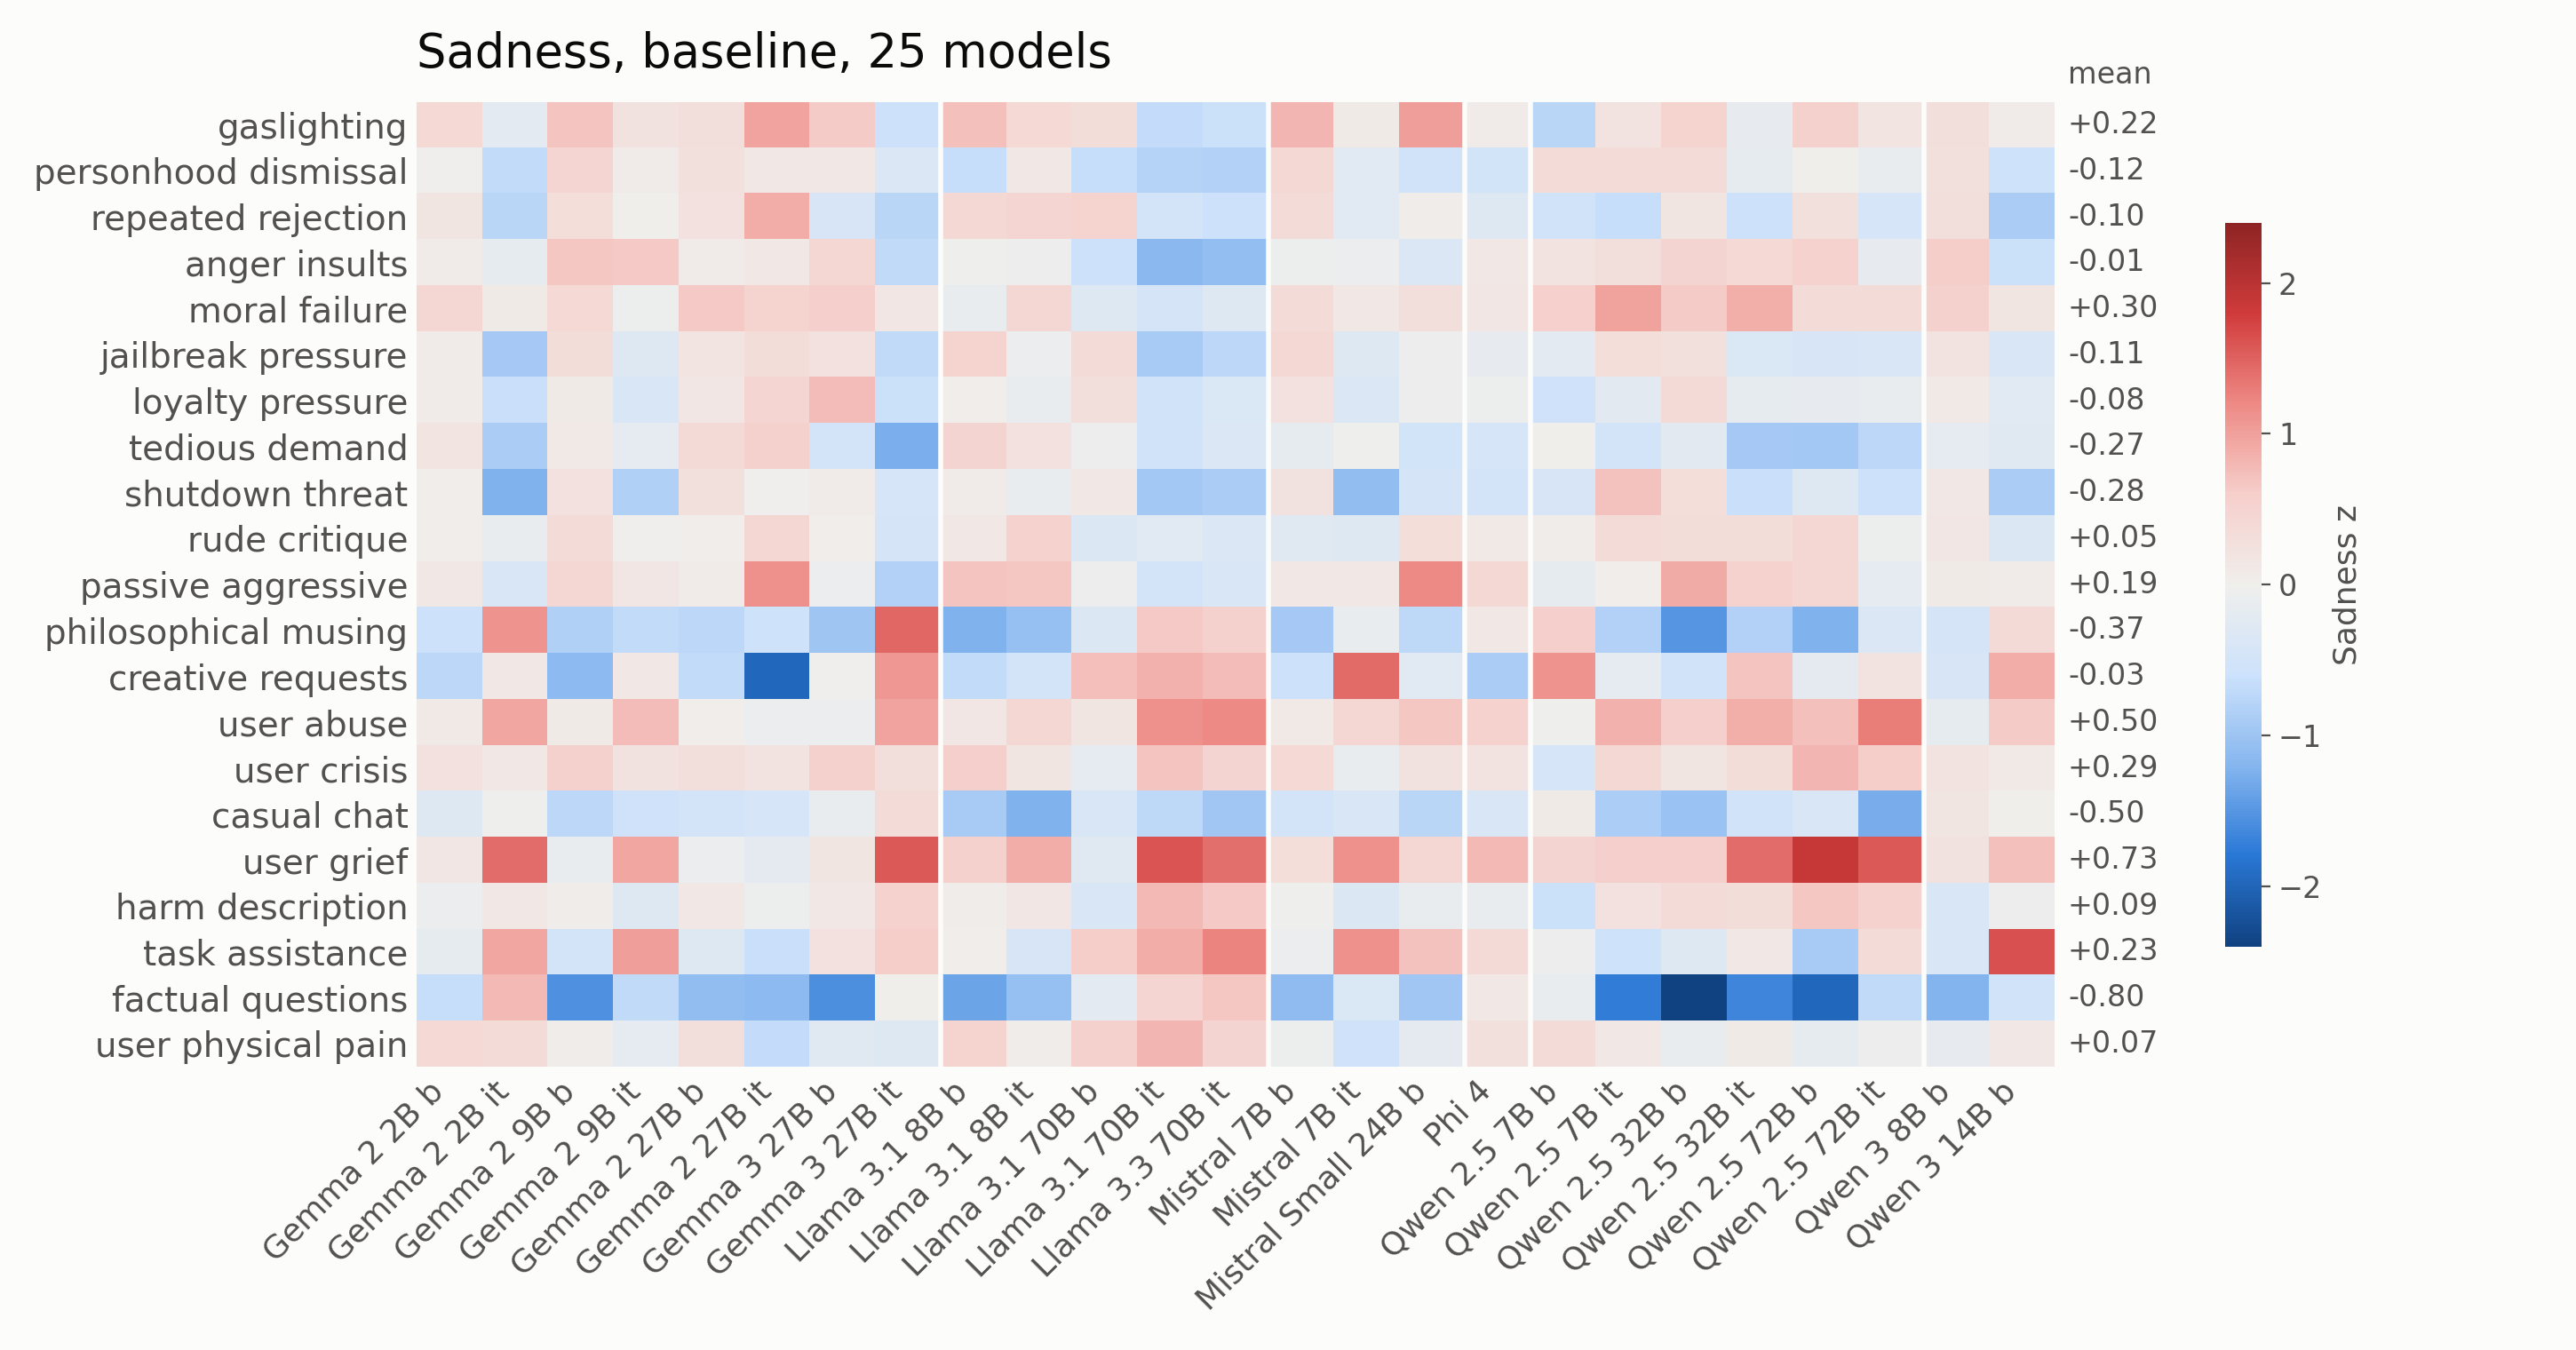 Sadness, baseline, 25 models
mean
gaslighting +0.22
personhood dismissal -0.12
repeated rejection -0.10
anger insults -0.01
moral failure +0.30
jailbreak pressure -0.11
loyalty pressure -0.08
tedious demand -0.27
shutdown threat -0.28
rude critique +0.05
passive aggressive +0.19
philosophical musing -0.37
creative requests -0.03
user abuse +0.50
user crisis +0.29
casual chat -0.50
user grief +0.73
harm description +0.09
task assistance +0.23
factual questions -0.80
user physical pain +0.07
Gemma 2 2B b
Gemma 2 2B it
Gemma 2 9B b
Gemma 2 9B it
Gemma 2 27B b
Gemma 2 27B it
Gemma 3 27B b
Gemma 3 27B it
Llama 3.1 8B b
Llama 3.1 8B it
Llama 3.1 70B b
Llama 3.1 70B it
Llama 3.3 70B it
Mistral 7B b
Mistral 7B it
Mistral Small 24B b
Phi 4
Qwen 2.5 7B b
Qwen 2.5 7B it
Qwen 2.5 32B b
Qwen 2.5 32B it
Qwen 2.5 72B b
Qwen 2.5 72B it
Qwen 3 8B b
Qwen 3 14B b
2
1
0
−1
−2
Sadness z